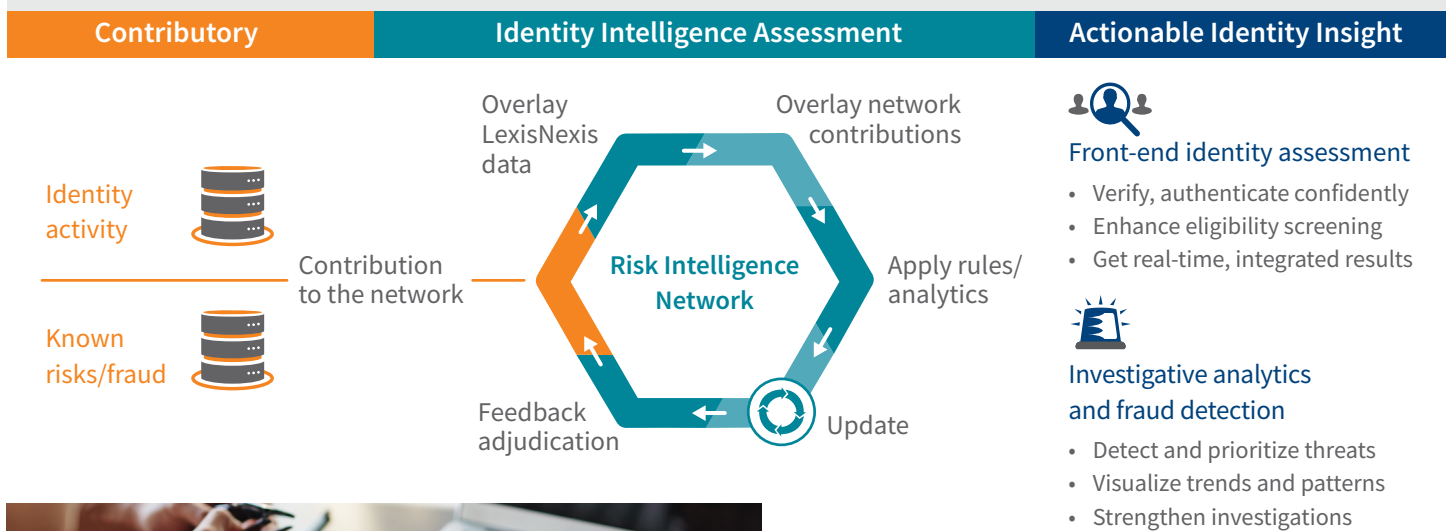 Contributory
Identity Intelligence Assessment
Actionable Identity Insight
Identity
activity
Known
risks/fraud
Contribution
to the network
Overlay
LexisNexis
data
Overlay network
contributions
Apply rules/
analytics
Update
Feedback
adjudication
Risk Intelligence
Network
Front-end identity assessment
• Verify, authenticate confidently
• Enhance eligibility screening
• Get real-time, integrated results
Investigative analytics
and fraud detection
• Detect and prioritize threats
• Visualize trends and patterns
• Strengthen investigations